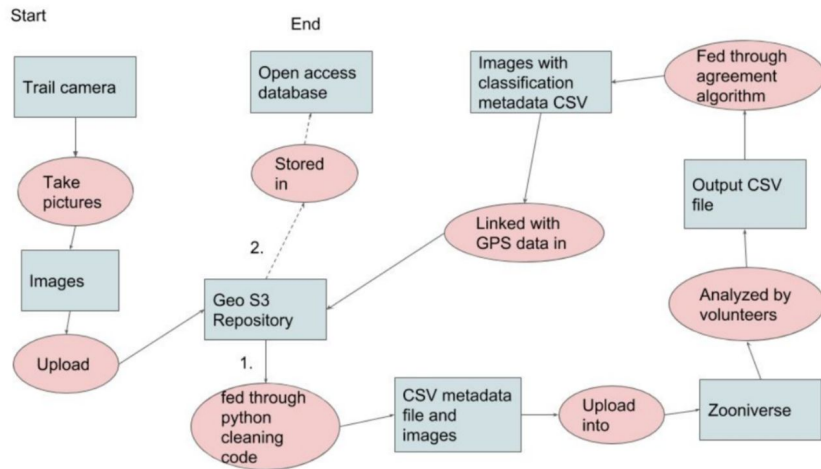 Start
End
Trail camera
Open access
database
Images with
classification
metadata CSV
Fed through
agreement
algorithm
Take
pictures
Stored
in
Output CSV
file
Linked with
GPS data in
2.
Images
Geo S3
Repository
Analyzed by
volunteers
Upload
1.
fed through
python
cleaning
code
CSV metadata
file and
images
Upload
into
Zooniverse